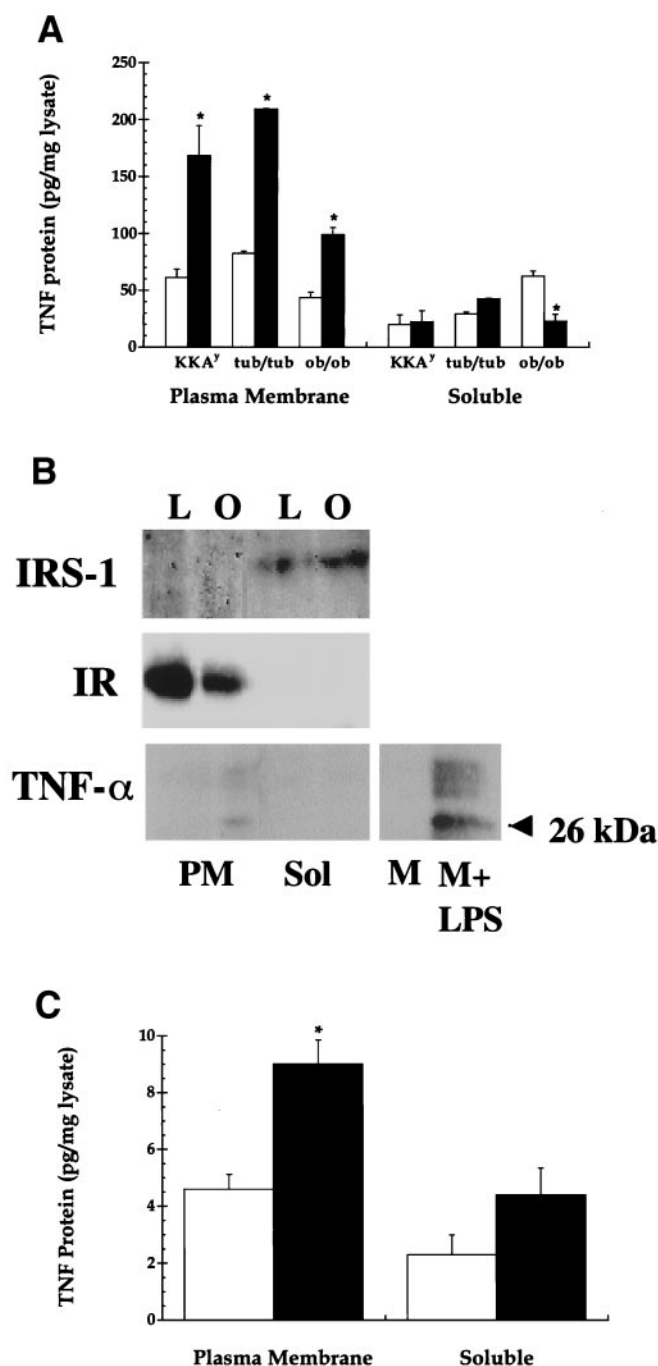 A
TNF protein (pg/mg lysate)
250
200
150
100
50
0
* * * *
KKAʸ tub/tub ob/ob KKAʸ tub/tub ob/ob
Plasma Membrane Soluble
B
L O L O
IRS-1
IR
TNF-α
26 kDa
PM Sol M M+
LPS
C
TNF Protein (pg/mg lysate)
10
8
6
4
2
0
*
Plasma Membrane Soluble